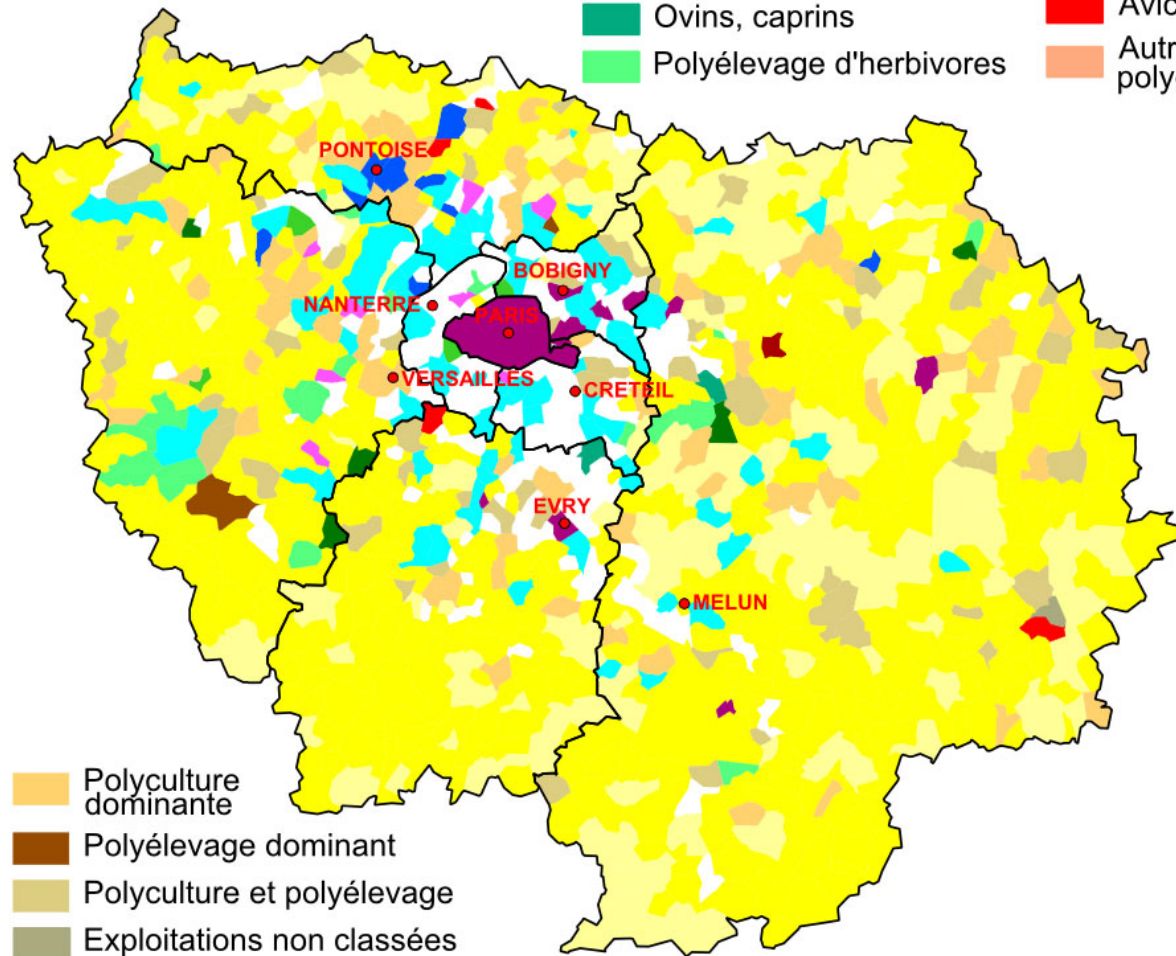 Ovins, caprins
Polyélevage d'herbivores
PONTOISE
BOBIGNY
NANTERRE
PARIS
VERSAILLES
CRETEIL
EVRY
MELUN
Polyculture
dominante
Polyélevage dominant
Polyculture et polyélevage
Exploitations non classées